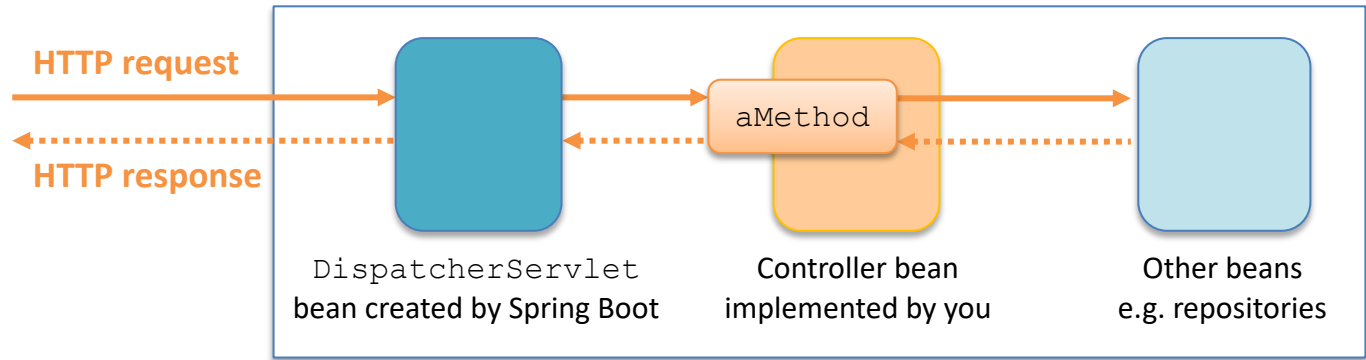 HTTP request
aMethod
HTTP response
DispatcherServlet
bean created by Spring Boot
Controller bean
implemented by you
Other beans
e.g. repositories